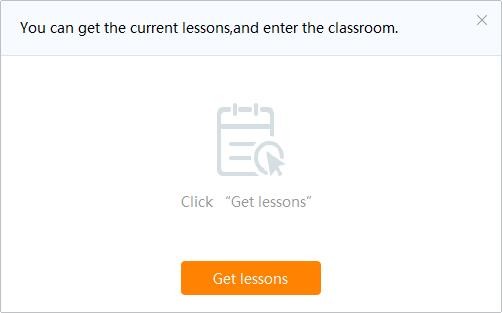 You can get the current lessons,and enter the classroom.
Click “Get lessons”
Get lessons